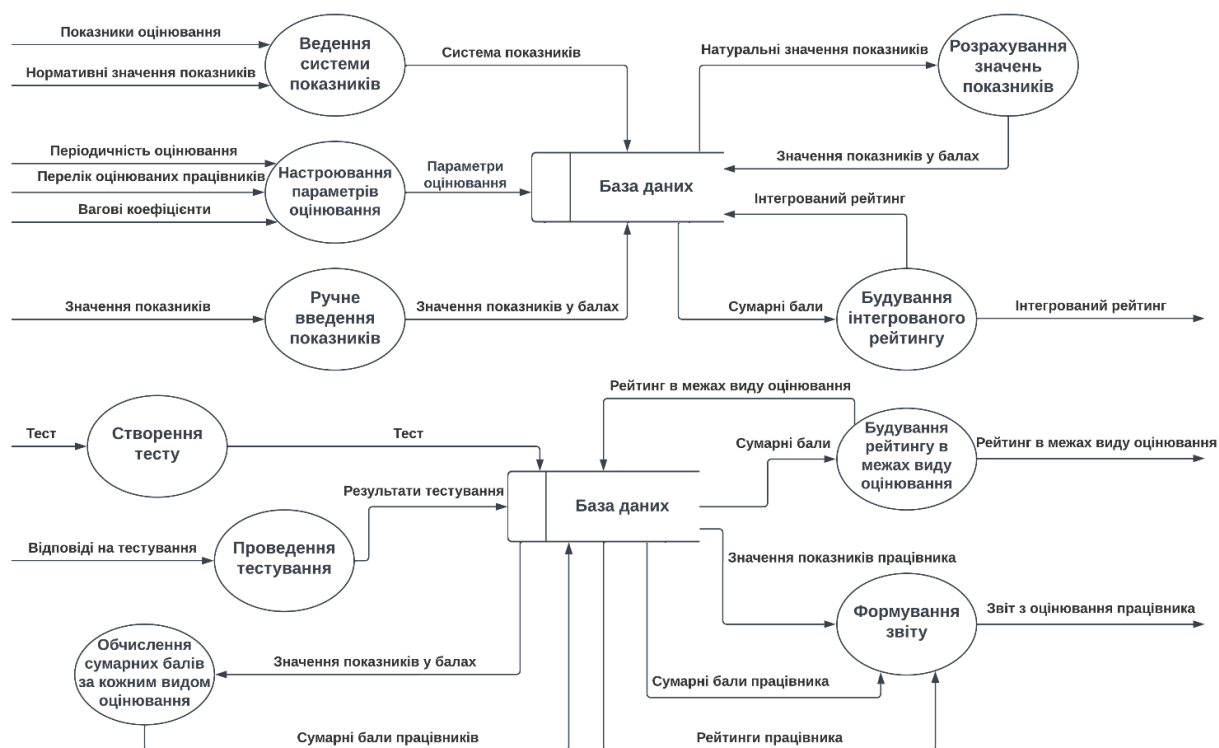 Показники оцінювання
Нормативні значення показників
Ведення
системи
показників
Система показників
Натуральні значення показників
Розрахування
значень
показників
Періодичність оцінювання
Перелік оцінюваних працівників
Вагові коефіцієнти
Настроювання
параметрів
оцінювання
Параметри
оцінювання
База даних
Значення показників у балах
Інтегрований рейтинг
Значення показників
Ручне
введення
показників
Значення показників у балах
Сумарні бали
Будування
інтегрованого
рейтингу
Інтегрований рейтинг
Рейтинг в межах виду оцінювання
Тест
Створення
тесту
Тест
Сумарні бали
Будування
рейтингу в
межах виду
оцінювання
Рейтинг в межах виду оцінювання
Результати тестування
База даних
Відповіді на тестування
Проведення
тестування
Значення показників працівника
Формування
звіту
Звіт з оцінювання працівника
Обчислення
сумарних балів
за кожним видом
оцінювання
Значення показників у балах
Сумарні бали працівника
Сумарні бали працівників
Рейтинги працівника